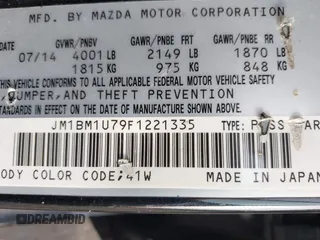 MFD. BY MAZDA MOTOR CORPORATION
GVWR/PNBV GAWR/PNBE FR GAWR/PNBE RR
07/14 4001 LB 2149 LB 1870 LB
1815 KG 975 KG 848 KG
THIS VEHICLE CONFORMS TO ALL APPLICABLE FEDERAL MOTOR VEHICLE SAFETY,
BUMPER, AND THEFT PREVENTION
STANDARDS IN EFFECT ON THE DATE OF MANUFACTURE SHOWN ABOVE.
JM1BM1U79F1221335 TYPE:
BODY COLOR CODE: 41W MADE IN JAPAN
DREAMBID